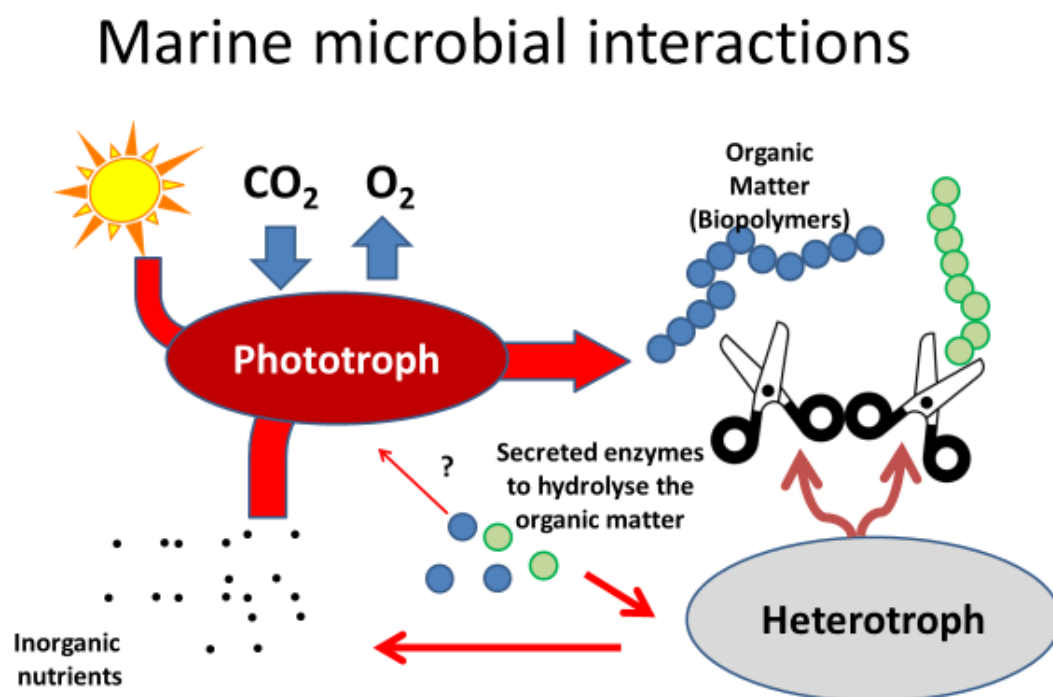 Marine microbial interactions
CO₂
O₂
Organic
Matter
(Biopolymers)
Phototroph
?
Secreted enzymes
to hydrolyse the
organic matter
Heterotroph
Inorganic
nutrients